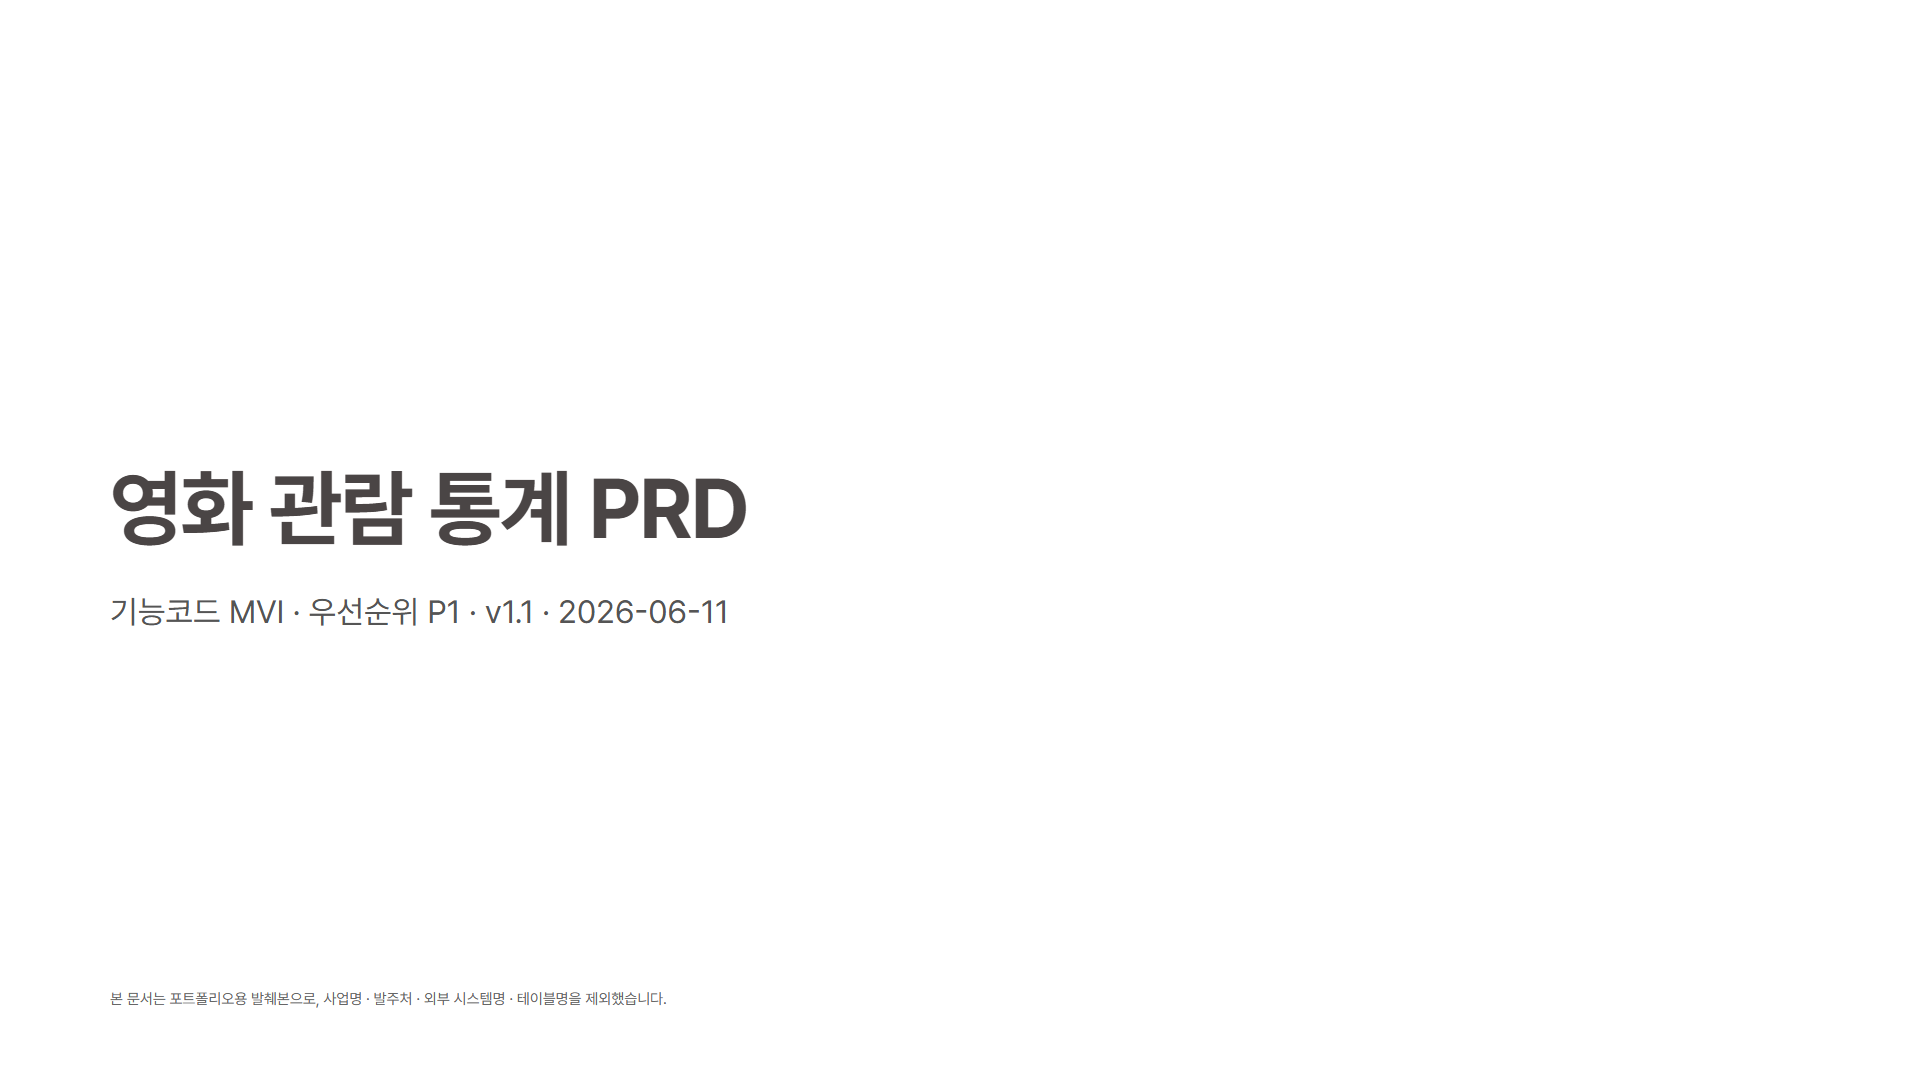 영화 관람 통계 PRD
기능코드 MVI · 우선순위 P1 · v1.1 · 2026-06-11
본 문서는 포트폴리오용 발췌본으로, 사업명 · 발주처 · 외부 시스템명 · 테이블명을 제외했습니다.